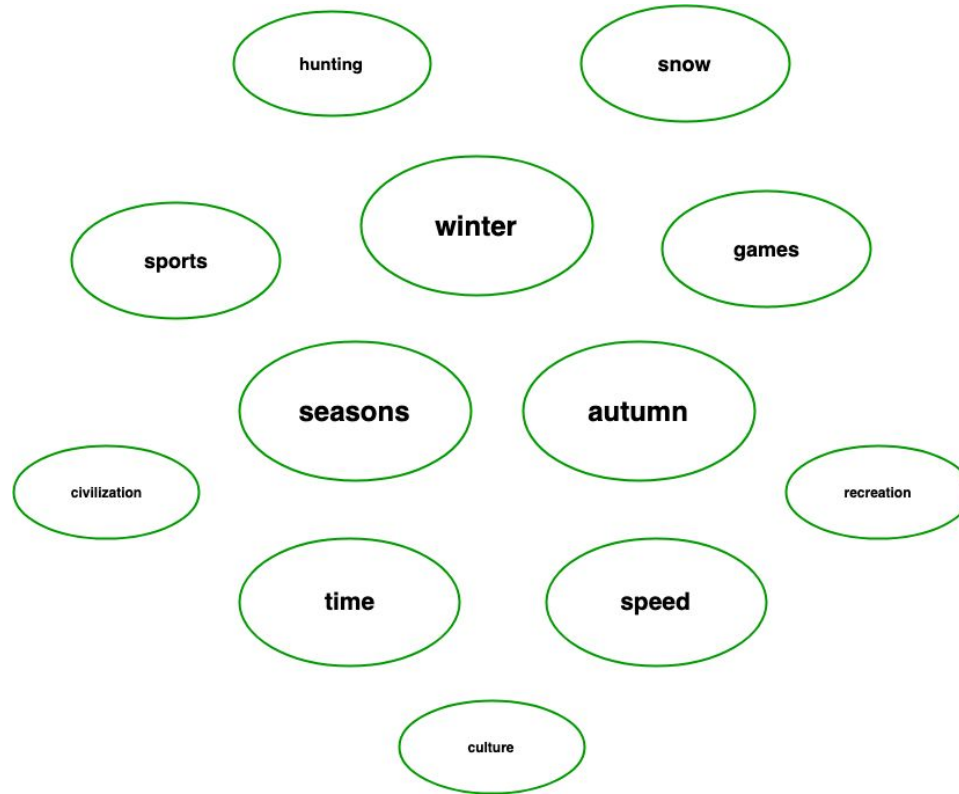 hunting
snow
winter
sports
games
seasons
autumn
civilization
recreation
time
speed
culture